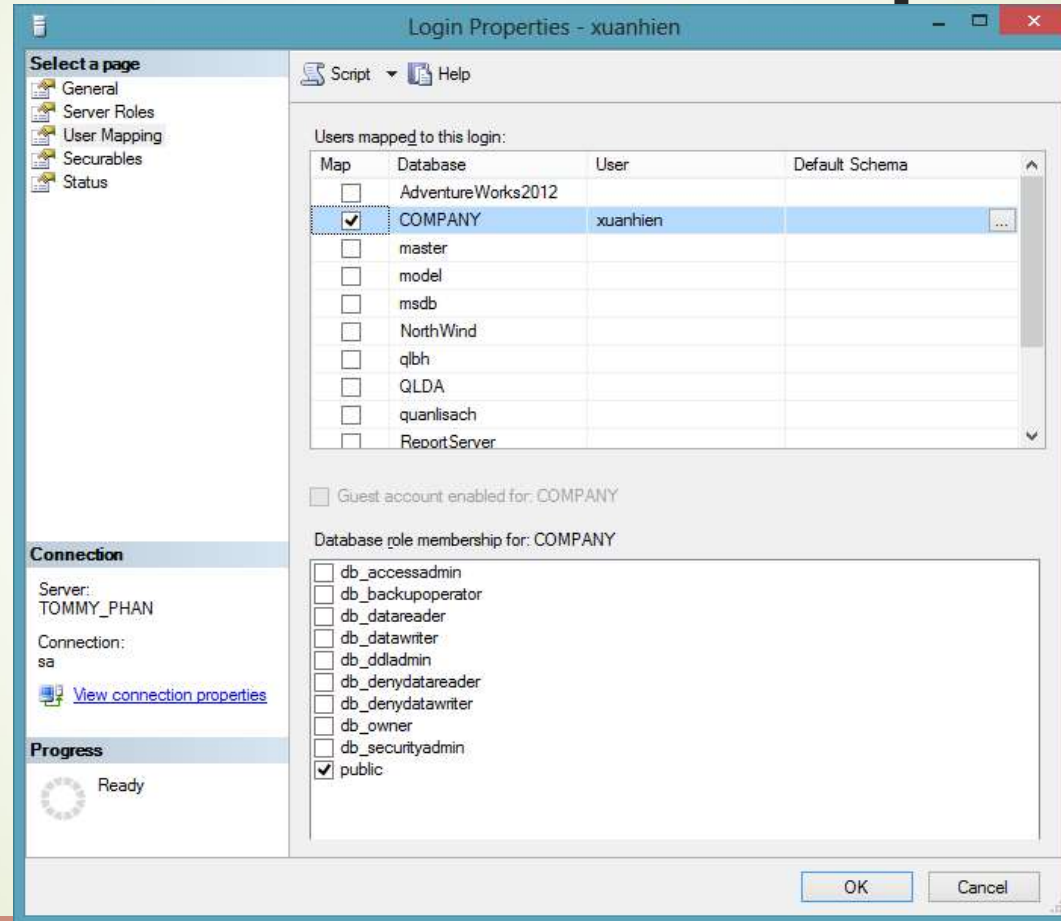 Login Properties - xuanhien
Select a page
General
Server Roles
User Mapping
Securables
Status
Script Help
Users mapped to this login:
Map Database User Default Schema
AdventureWorks2012
COMPANY xuanhien ...
master
model
msdb
NorthWind
qlbh
QLDA
quanlisach
ReportServer
Guest account enabled for: COMPANY
Database role membership for: COMPANY
db_accessadmin
db_backupoperator
db_datareader
db_datawriter
db_ddladmin
db_denydatareader
db_denydatawriter
db_owner
db_securityadmin
public
Connection
Server:
TOMMY_PHAN
Connection:
sa
View connection properties
Progress
Ready
OK Cancel